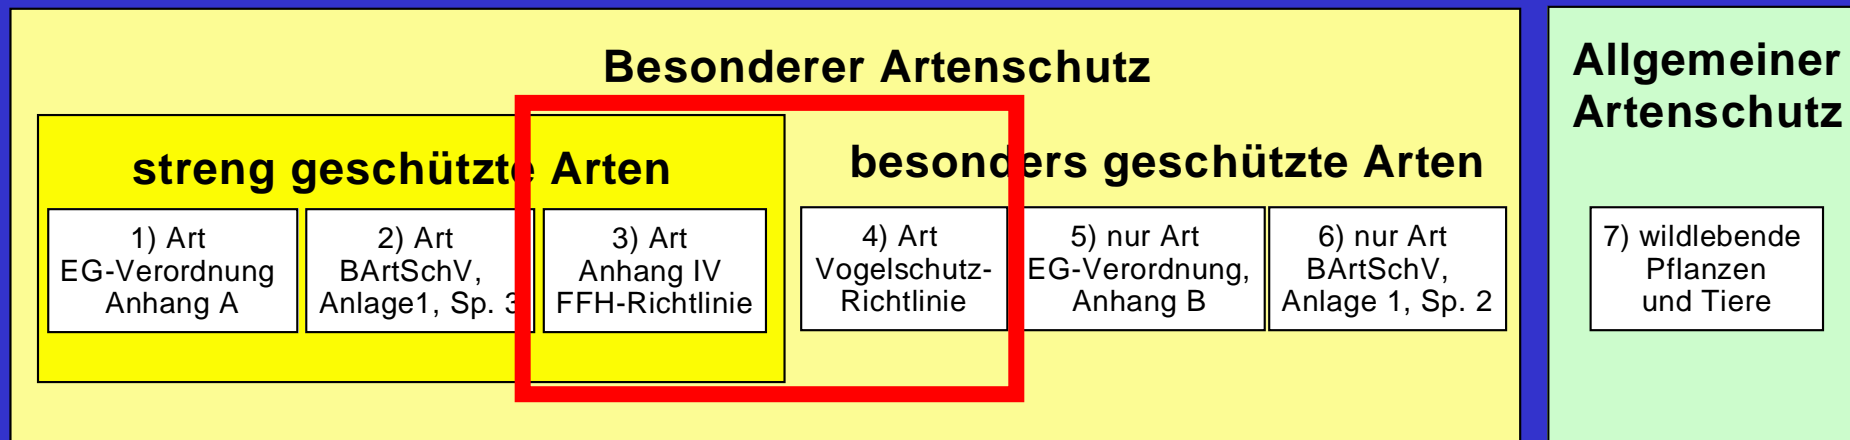 Besonderer Artenschutz
streng geschützte Arten
1) Art
EG-Verordnung
Anhang A
2) Art
BArtSchV,
Anlage1, Sp. 3
3) Art
Anhang IV
FFH-Richtlinie
besonders geschützte Arten
4) Art
Vogelschutz-
Richtlinie
5) nur Art
EG-Verordnung,
Anhang B
6) nur Art
BArtSchV,
Anlage 1, Sp. 2
Allgemeiner
Artenschutz
7) wildlebende
Pflanzen
und Tiere